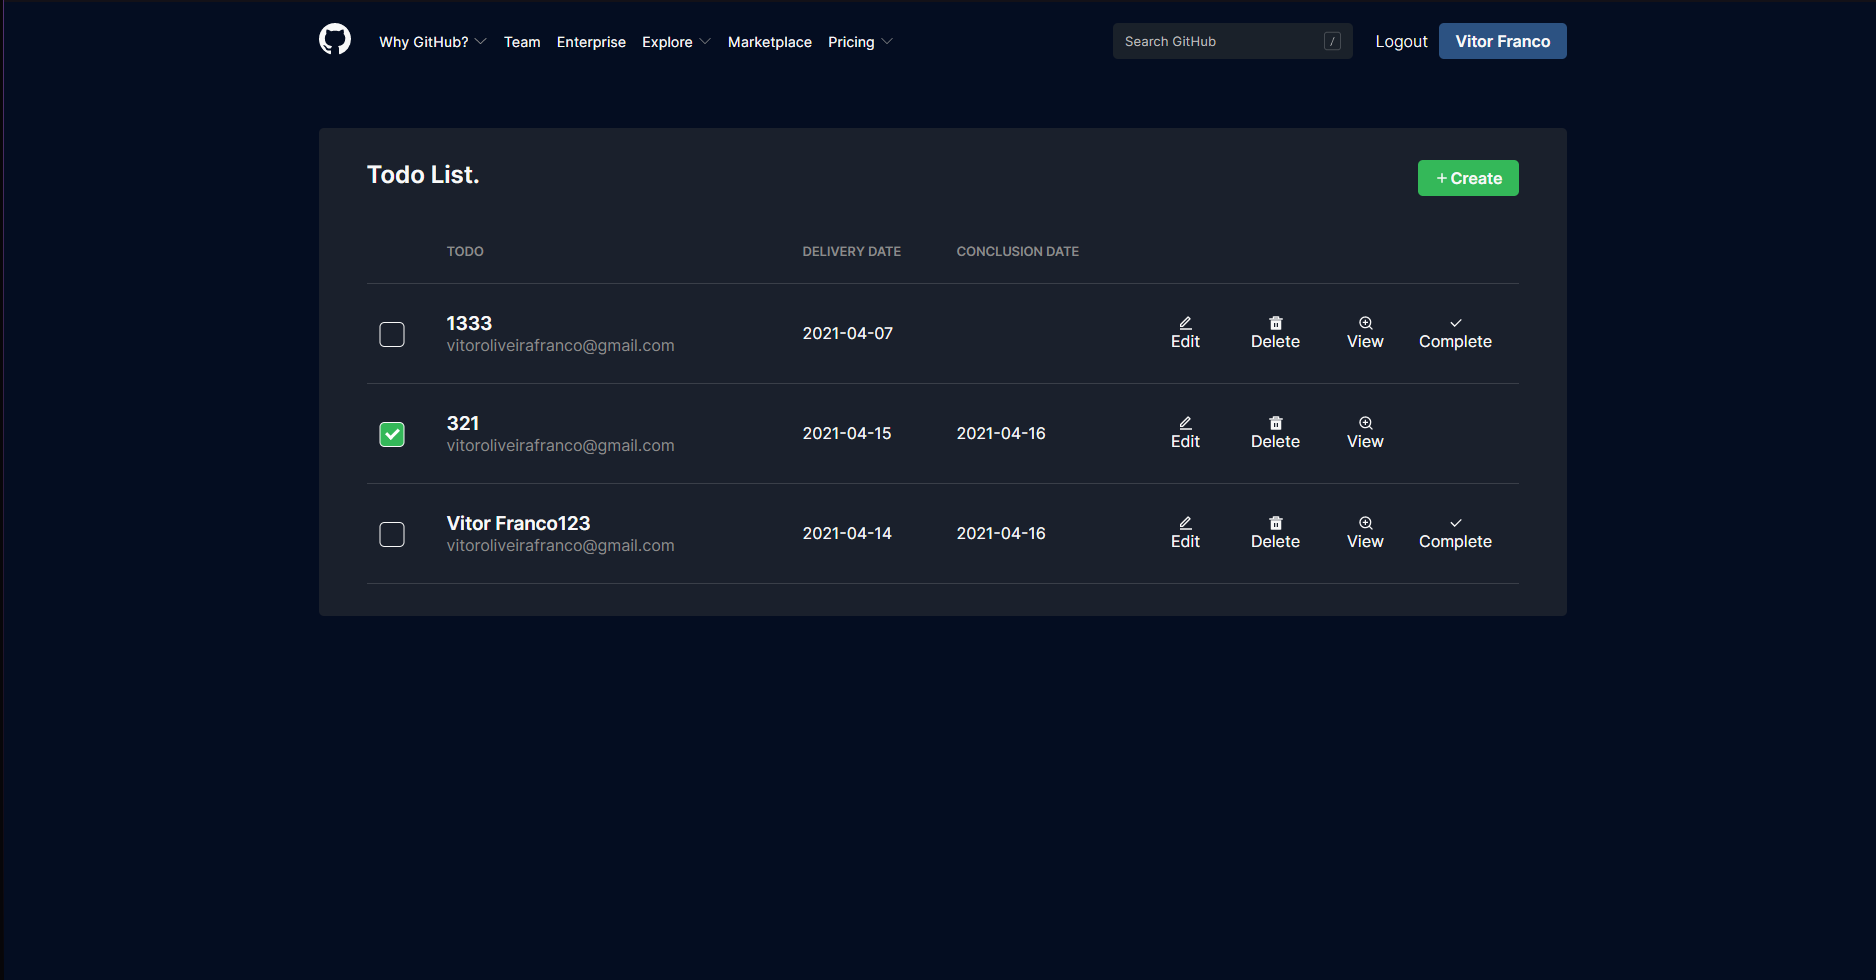 Why GitHub? Team Enterprise Explore Marketplace Pricing Search GitHub / Logout Vitor Franco
Todo List. + Create
TODO DELIVERY DATE CONCLUSION DATE
1333
vitoroliveirafranco@gmail.com
2021-04-07
Edit Delete View Complete
321
vitoroliveirafranco@gmail.com
2021-04-15 2021-04-16
Edit Delete View
Vitor Franco123
vitoroliveirafranco@gmail.com
2021-04-14 2021-04-16
Edit Delete View Complete